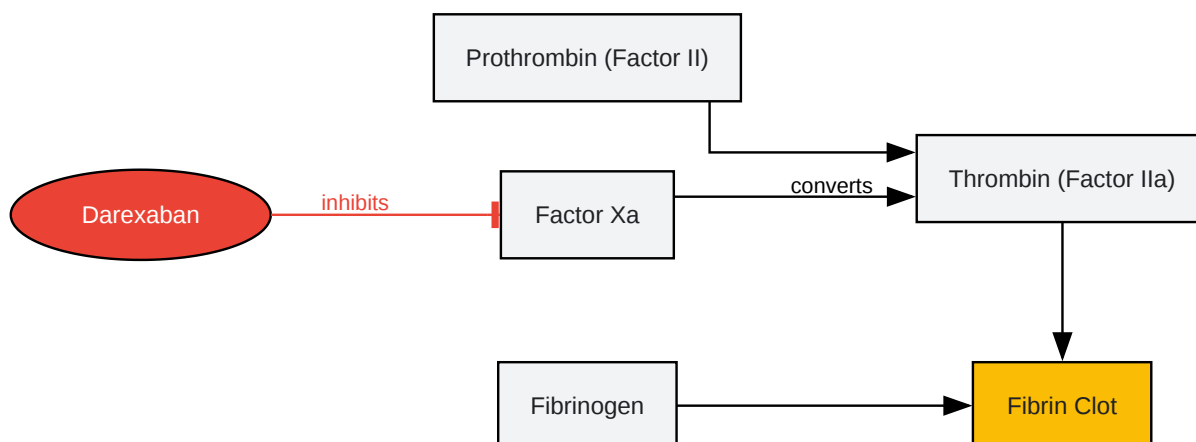 Prothrombin (Factor II)
Thrombin (Factor IIa)
converts
inhibits
Darexaban
Factor Xa
Fibrinogen
Fibrin Clot